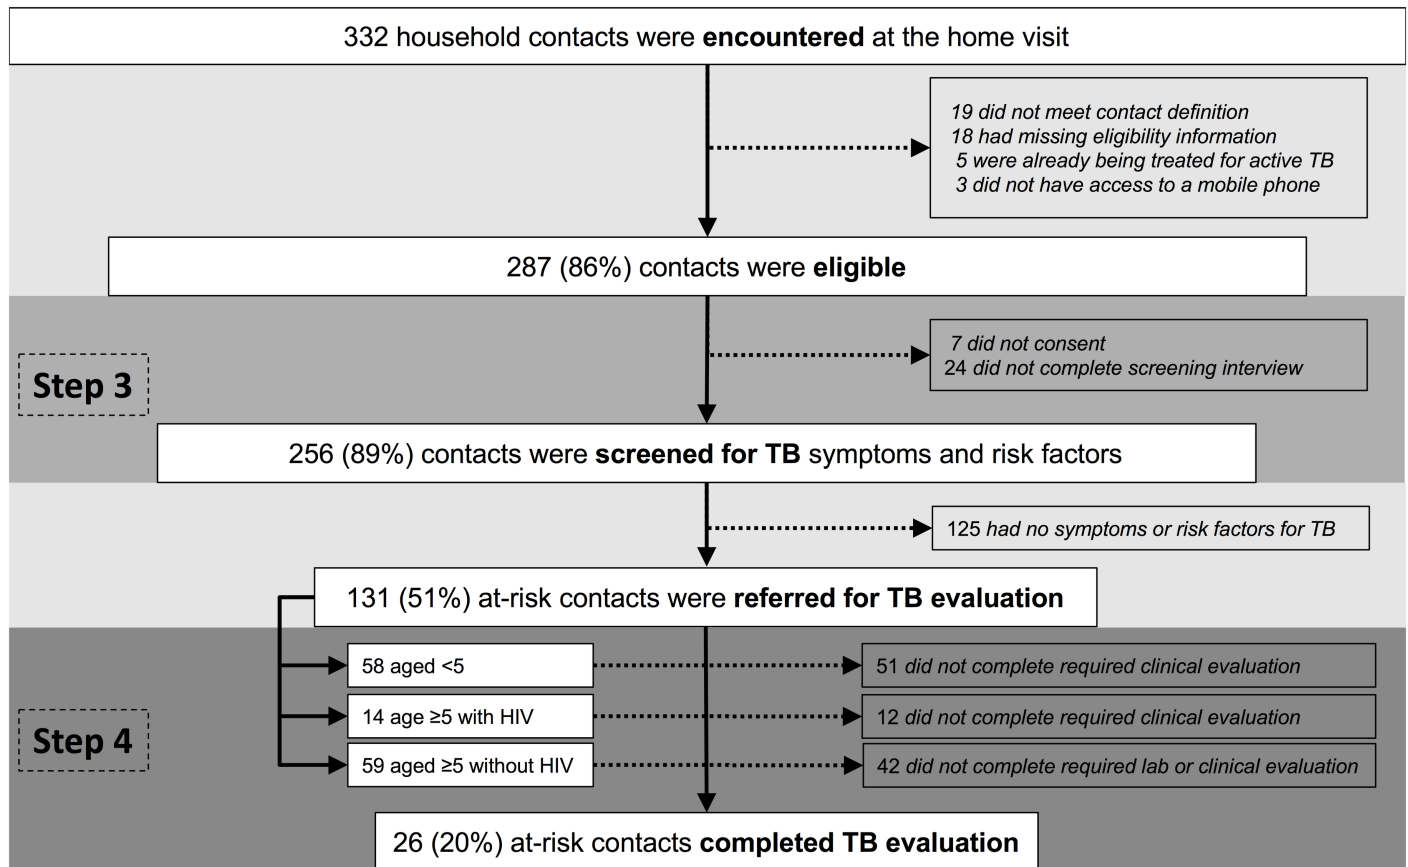 332 household contacts were encountered at the home visit
19 did not meet contact definition
18 had missing eligibility information
5 were already being treated for active TB
3 did not have access to a mobile phone
287 (86%) contacts were eligible
Step 3
7 did not consent
24 did not complete screening interview
256 (89%) contacts were screened for TB symptoms and risk factors
125 had no symptoms or risk factors for TB
131 (51%) at-risk contacts were referred for TB evaluation
Step 4
58 aged <5
51 did not complete required clinical evaluation
14 age ≥5 with HIV
12 did not complete required clinical evaluation
59 aged ≥5 without HIV
42 did not complete required lab or clinical evaluation
26 (20%) at-risk contacts completed TB evaluation